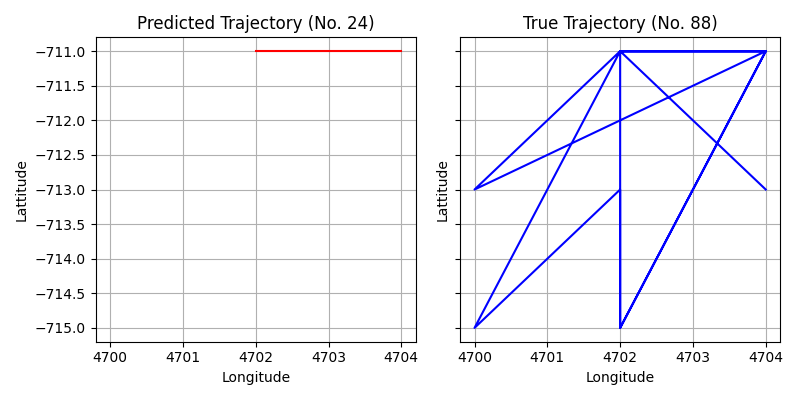 Predicted Trajectory (No. 24)
True Trajectory (No. 88)
−711.0
−711.5
−712.0
−712.5
−713.0
−713.5
−714.0
−714.5
−715.0
Lattitude
Lattitude
4700 4701 4702 4703 4704
4700 4701 4702 4703 4704
Longitude
Longitude